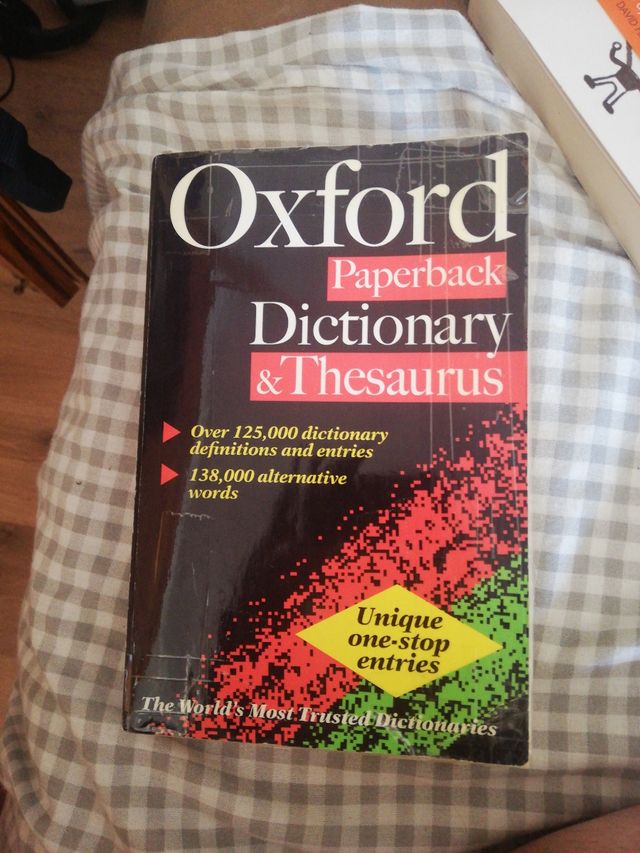 Oxford
Paperback
Dictionary
& Thesaurus
Over 125,000 dictionary
definitions and entries
138,000 alternative
words
Unique
one-stop
entries
The World's Most Trusted Dictionaries
DAVID